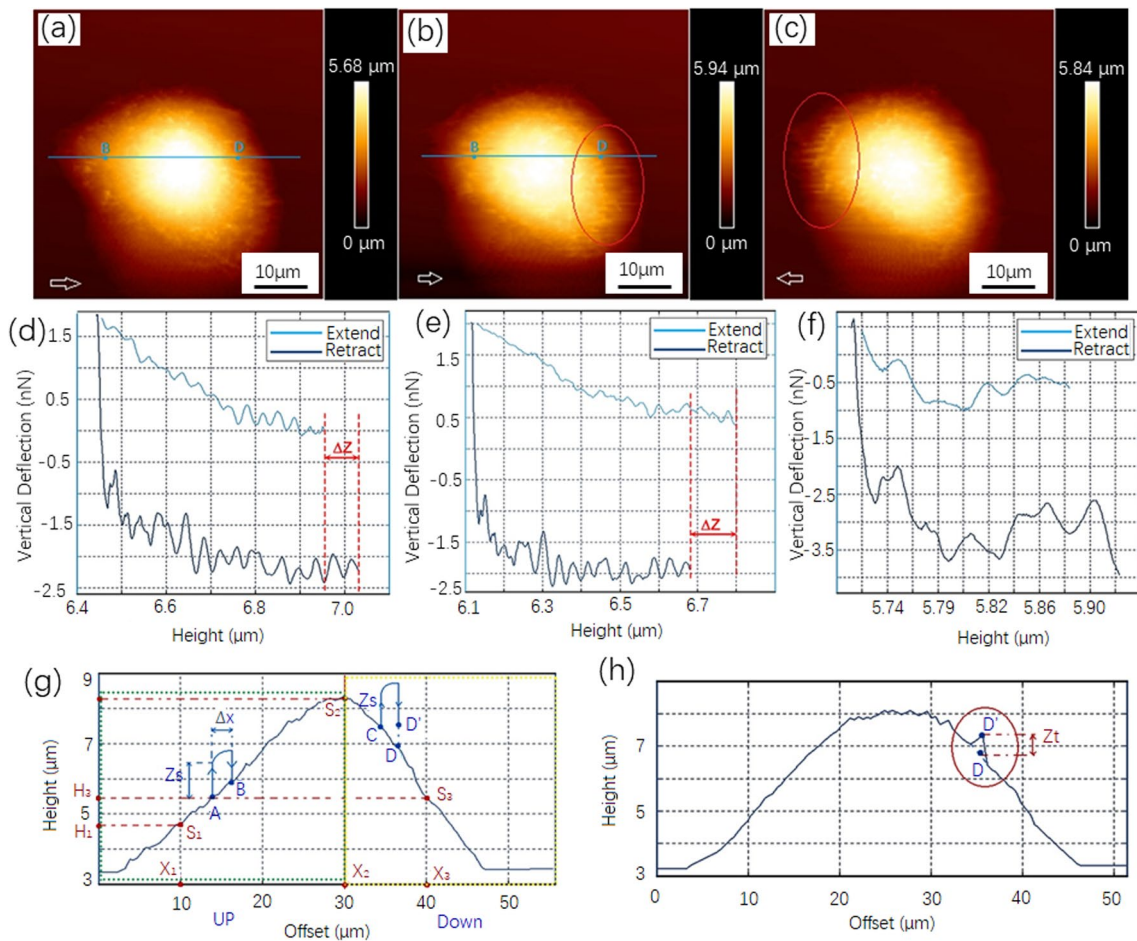 (a)
5.68 μm
B
D
0 μm
10μm
(b)
5.94 μm
B
D
0 μm
10μm
(c)
5.84 μm
0 μm
10μm
(d)
Extend
Retract
Vertical Deflection (nN)
1.5
0.5
-0.5
-1.5
-2.5
ΔZ
6.4
6.6
6.8
7.0
Height (μm)
(e)
Extend
Retract
Vertical Deflection (nN)
1.5
0.5
-0.5
-1.5
-2.5
ΔZ
6.1
6.3
6.5
6.7
Height (μm)
(f)
Extend
Retract
Vertical Deflection (nN)
-0.5
-1.5
-2.5
-3.5
5.74
5.79
5.82
5.86
5.90
Height (μm)
(g)
Height (μm)
9
7
5
3
H₃
H₁
S₂
Zs
D'
C
D
Δx
Zs
B
A
S₁
S₃
X₁
X₂
X₃
10
20
30
40
50
UP
Down
Offset (μm)
(h)
Height (μm)
7
5
3
D'
Zt
D
0
10
20
30
40
50
Offset (μm)